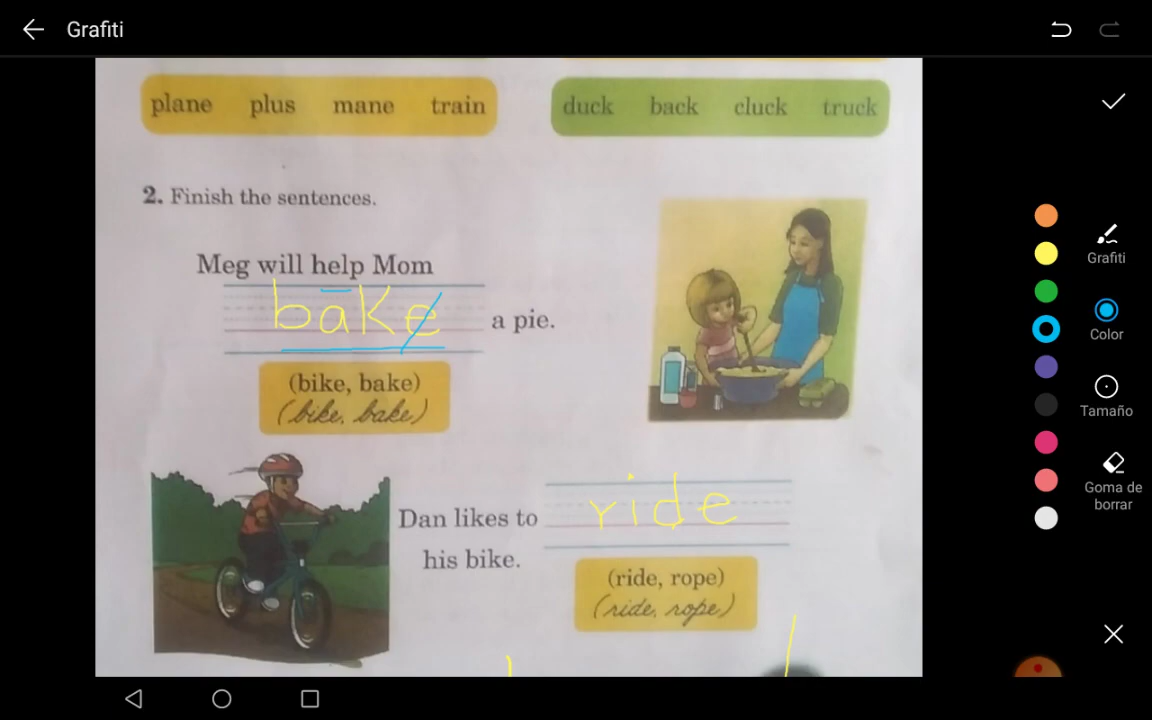 Grafiti
plane plus mane train
duck back cluck truck
2. Finish the sentences.
Meg will help Mom
bake a pie.
(bike, bake)
(bike, bake)
Dan likes to ride
his bike.
(ride, rope)
(ride, rope)
Grafiti
Color
Tamaño
Goma de
borrar